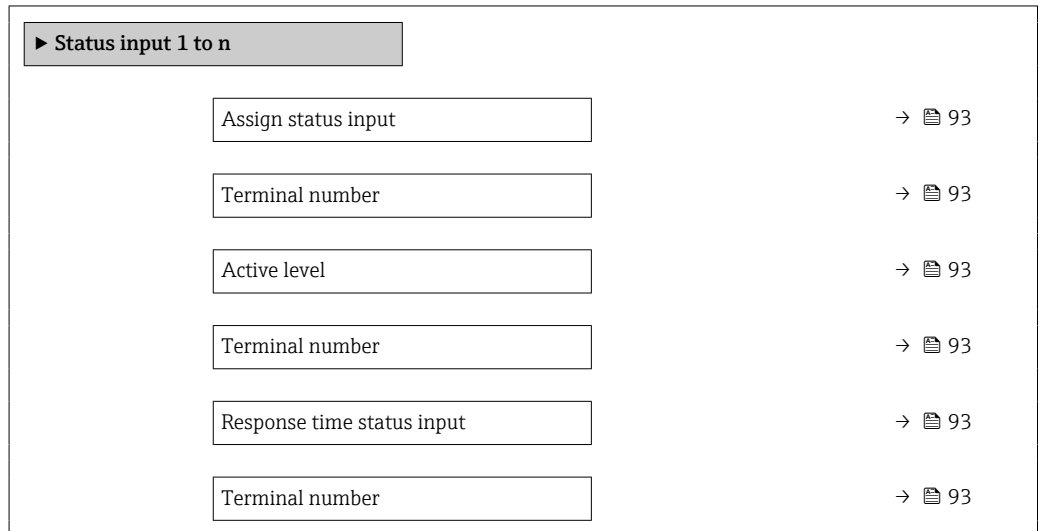 ▶ Status input 1 to n
Assign status input → 93
Terminal number → 93
Active level → 93
Terminal number → 93
Response time status input → 93
Terminal number → 93